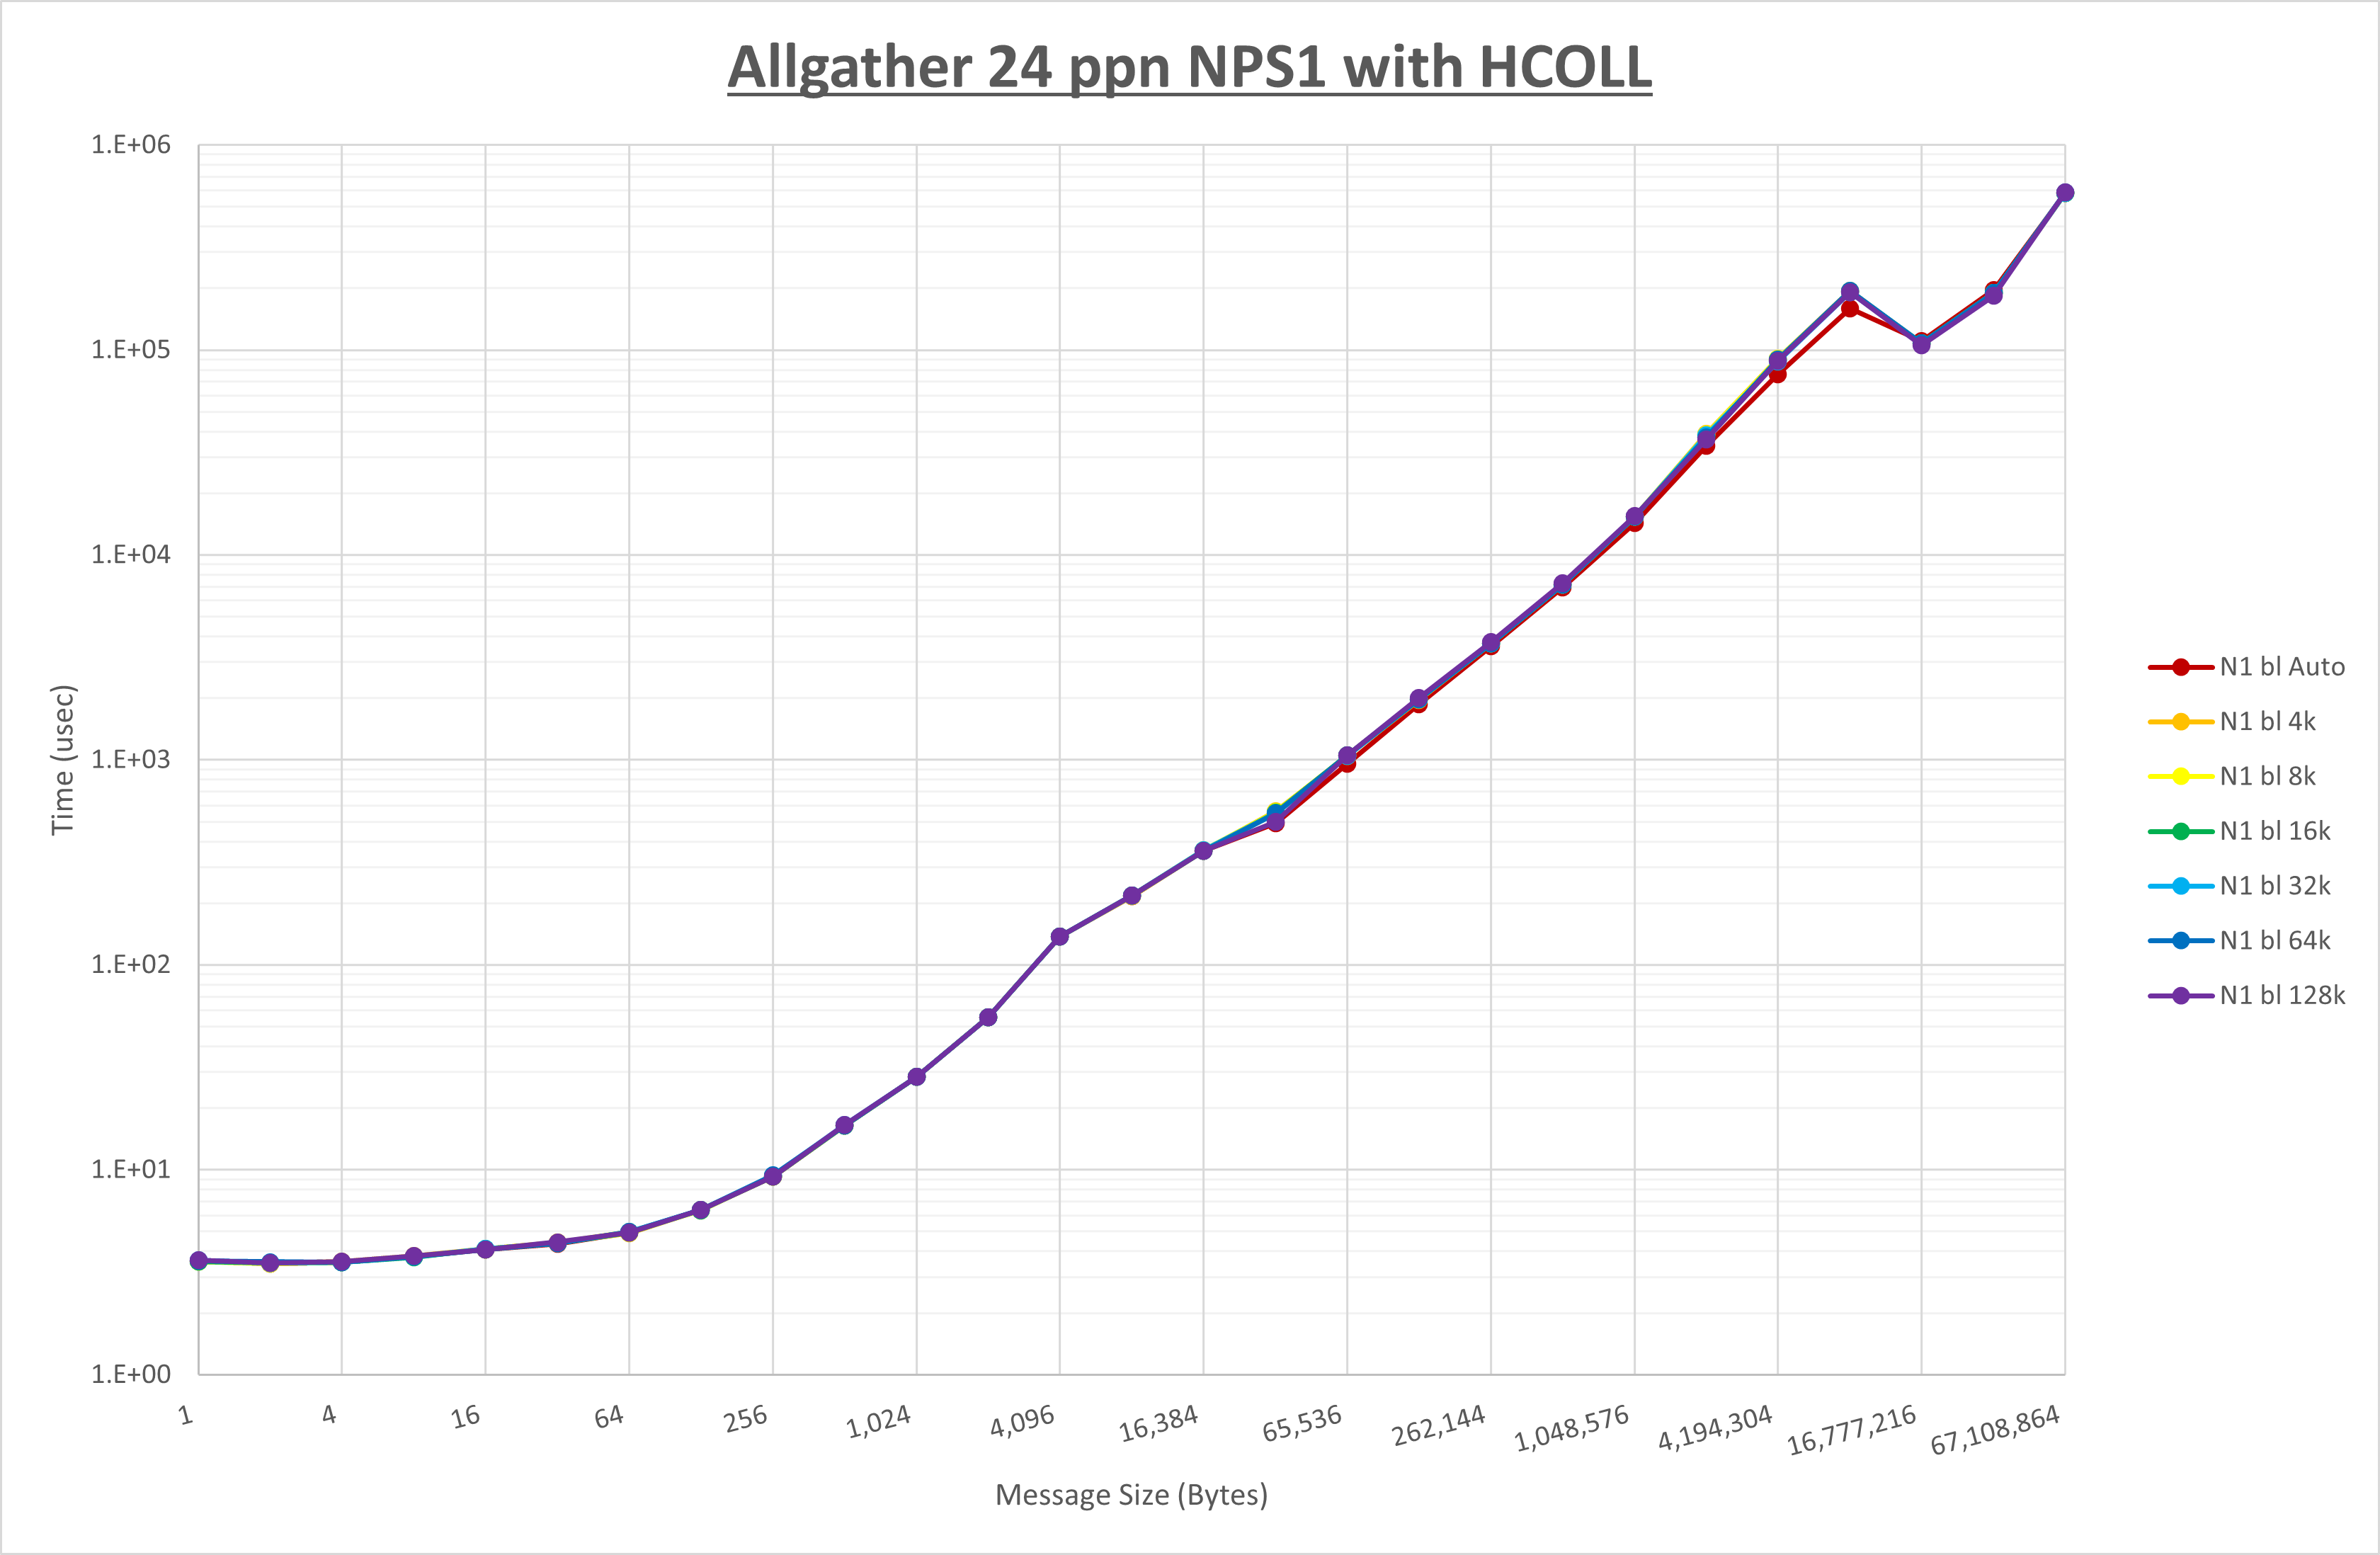 Allgather 24 ppn NPS1 with HCOLL
1.E+06
1.E+05
1.E+04
1.E+03
1.E+02
1.E+01
1.E+00
Time (usec)
1
4
16
64
256
1,024
4,096
16,384
65,536
262,144
1,048,576
4,194,304
16,777,216
67,108,864
Message Size (Bytes)
N1 bl Auto
N1 bl 4k
N1 bl 8k
N1 bl 16k
N1 bl 32k
N1 bl 64k
N1 bl 128k